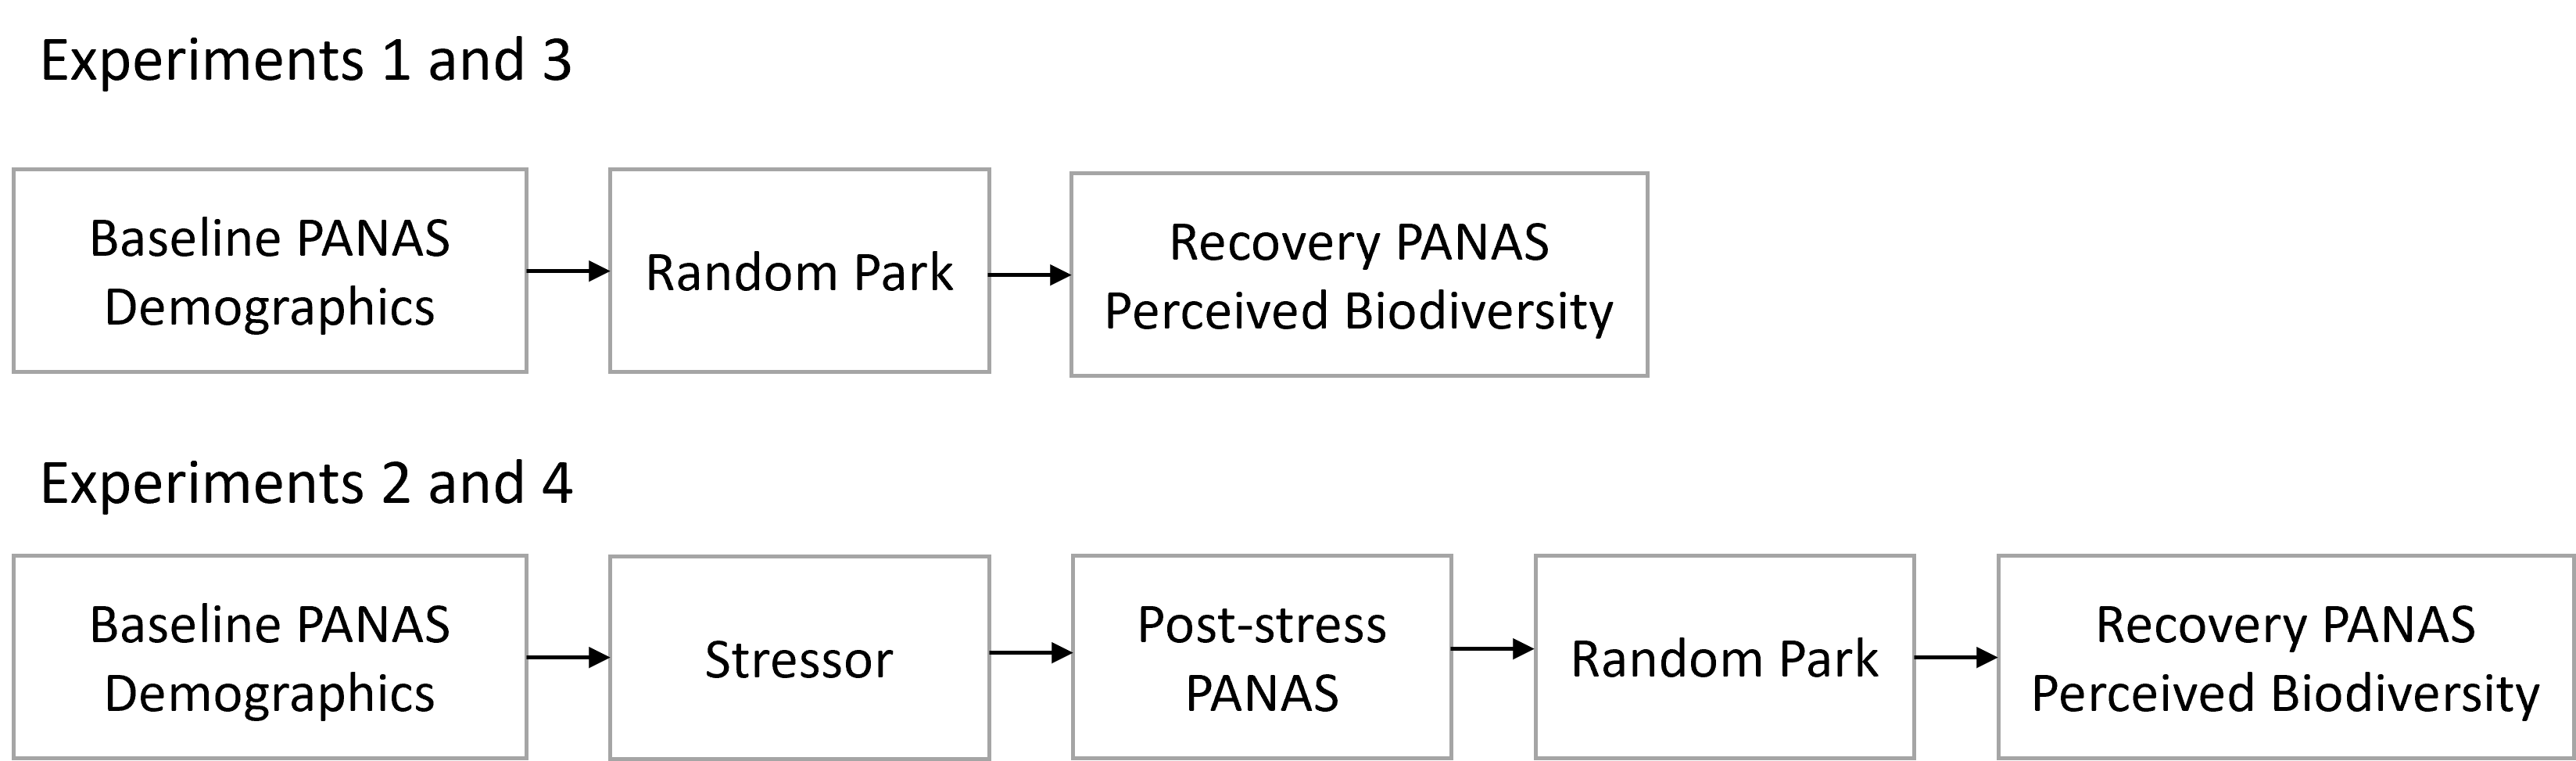 Experiments 1 and 3
Baseline PANAS
Demographics
Random Park
Recovery PANAS
Perceived Biodiversity
Experiments 2 and 4
Baseline PANAS
Demographics
Stressor
Post-stress
PANAS
Random Park
Recovery PANAS
Perceived Biodiversity